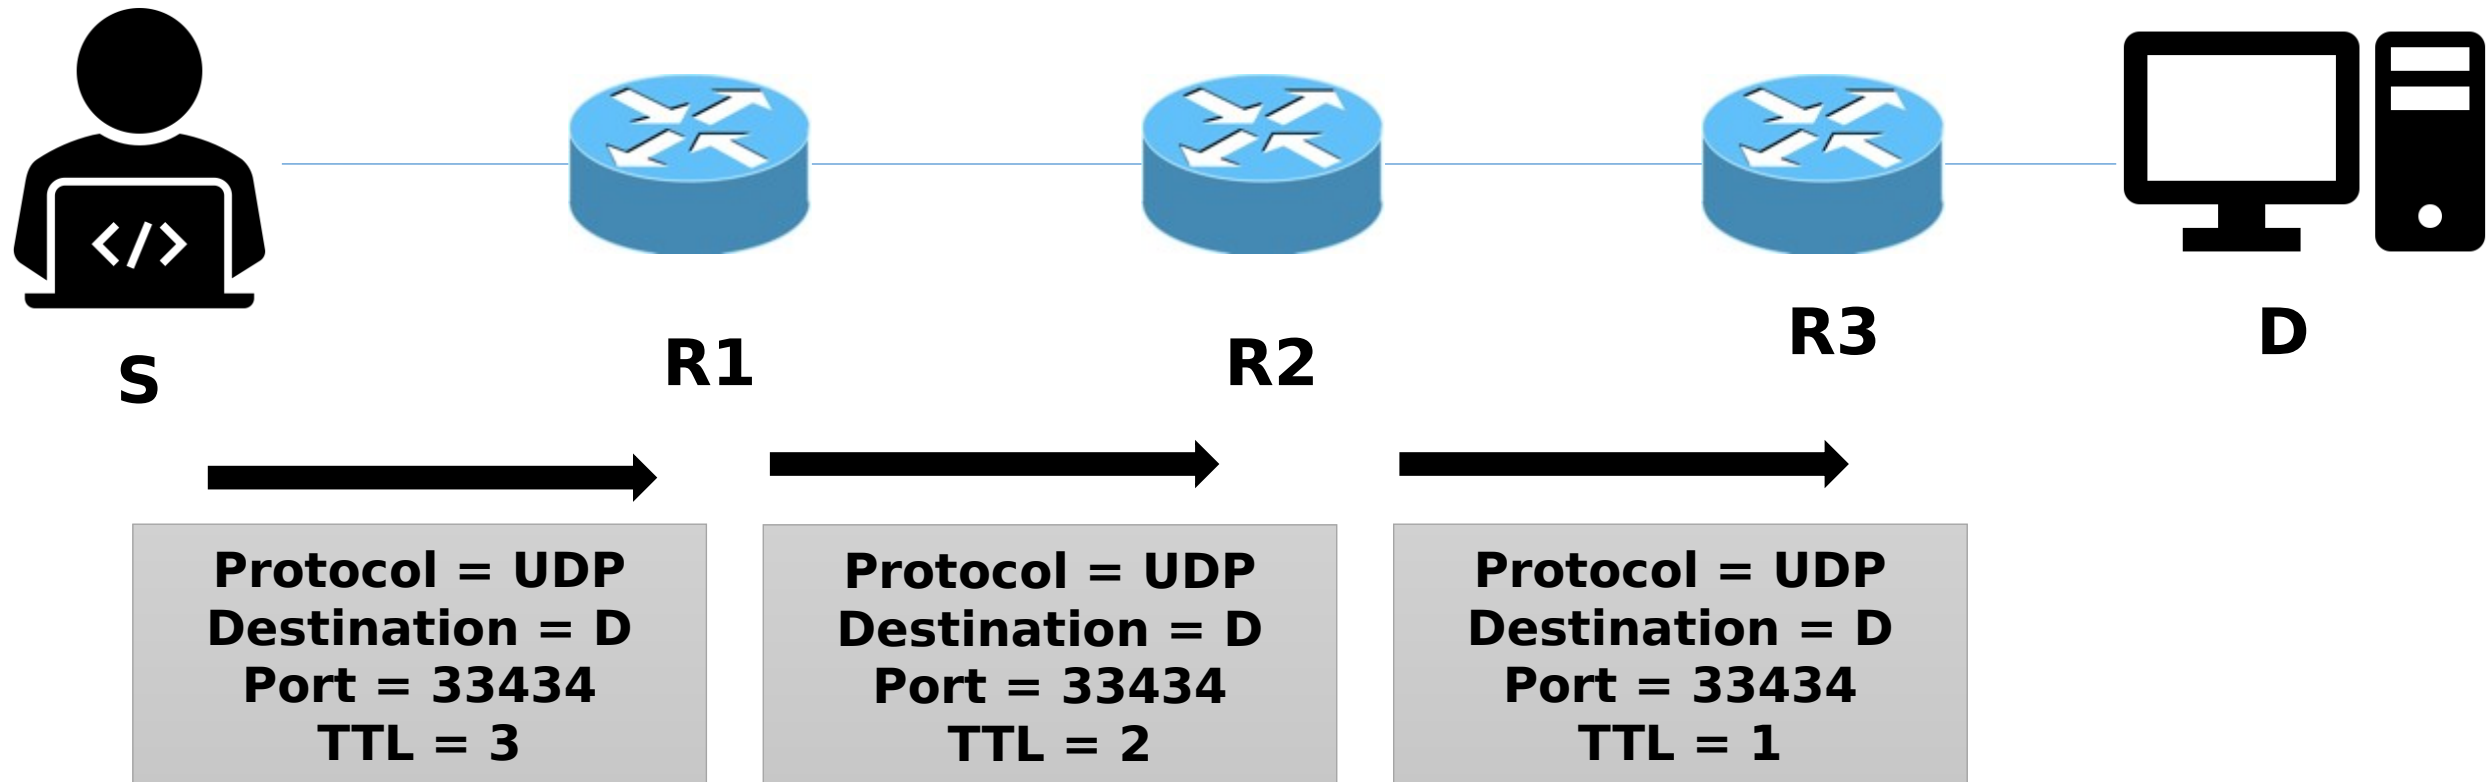 </>
R3
D
R1
R2
S
Protocol = UDP
Destination = D
Port = 33434
TTL = 3
Protocol = UDP
Destination = D
Port = 33434
TTL = 2
Protocol = UDP
Destination = D
Port = 33434
TTL = 1